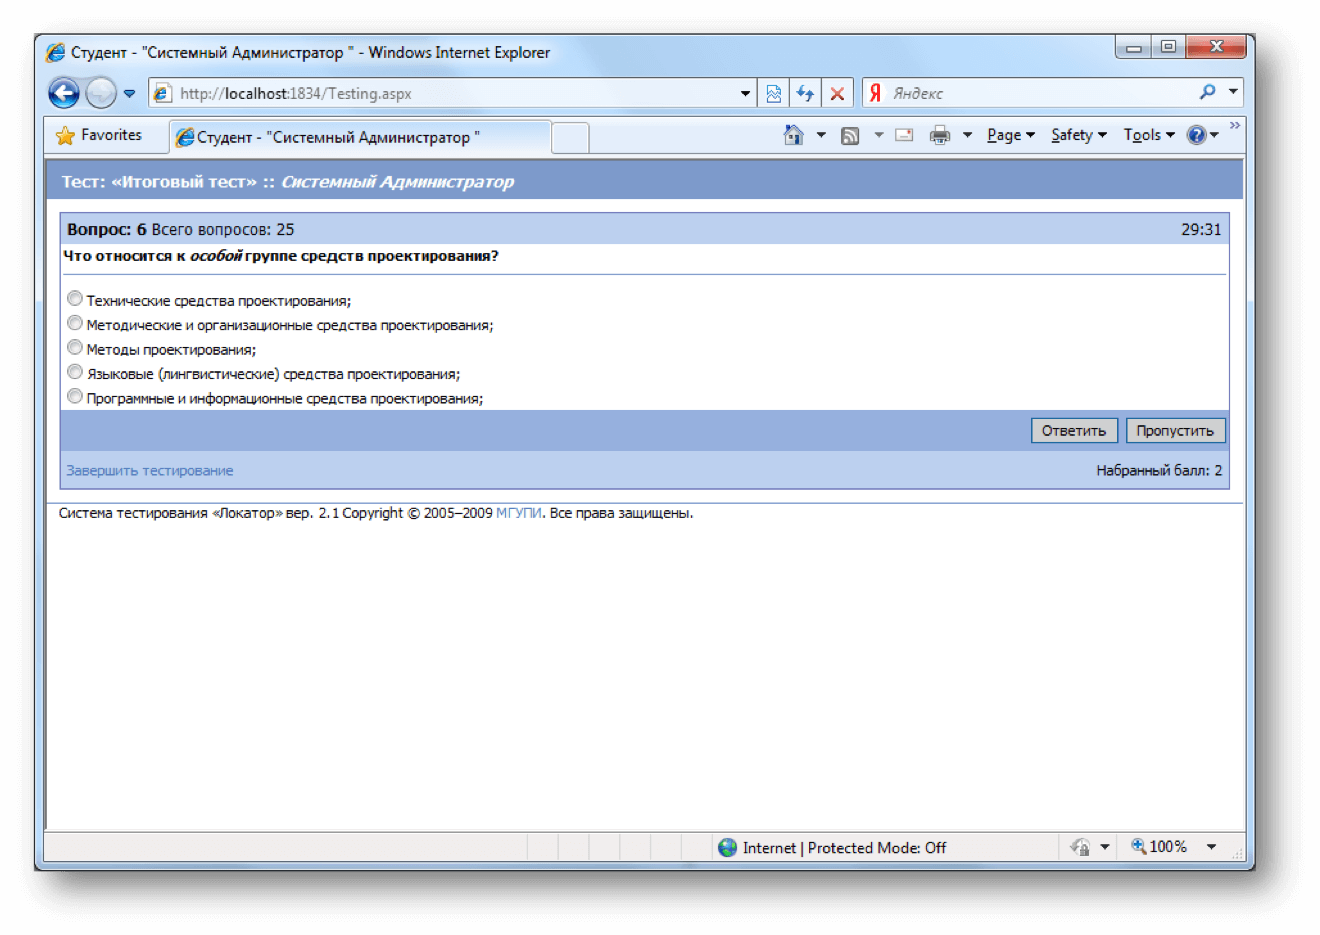 Студент - "Системный Администратор " - Windows Internet Explorer
http://localhost:1834/Testing.aspx
Яндекс
Favorites
Студент - "Системный Администратор "
Page
Safety
Tools
Тест: «Итоговый тест» :: Системный Администратор
Вопрос: 6 Всего вопросов: 25 29:31
Что относится к особой группе средств проектирования?
Технические средства проектирования;
Методические и организационные средства проектирования;
Методы проектирования;
Языковые (лингвистические) средства проектирования;
Программные и информационные средства проектирования;
Ответить Пропустить
Завершить тестирование Набранный балл: 2
Система тестирования «Локатор» вер. 2.1 Copyright © 2005–2009 МГУПИ. Все права защищены.
Internet | Protected Mode: Off
100%